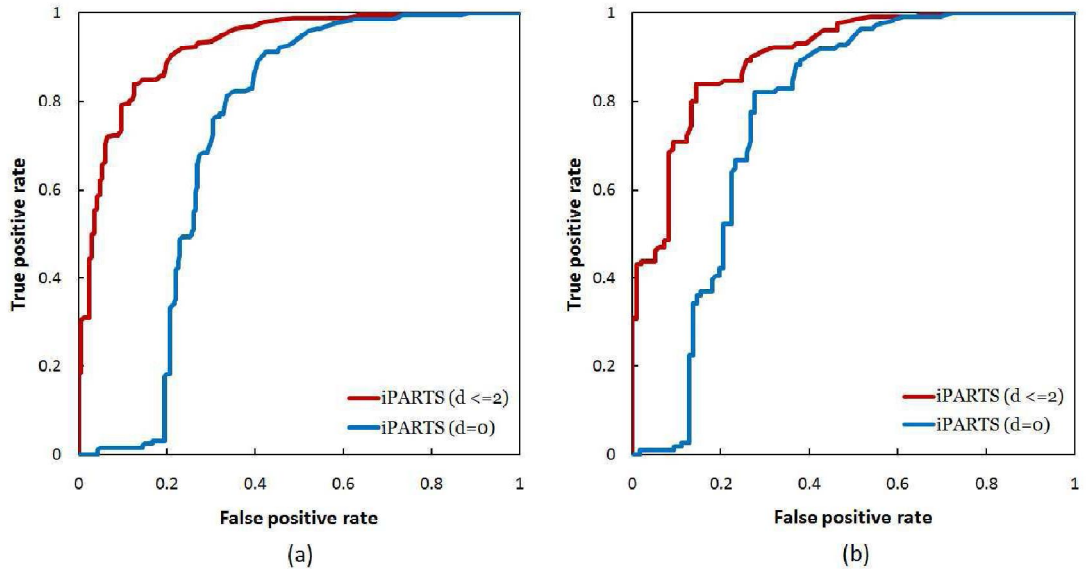 1
0.8
0.6
0.4
0.2
0
True positive rate
iPARTS (d <=2)
iPARTS (d=0)
0 0.2 0.4 0.6 0.8 1
False positive rate
(a)
1
0.8
0.6
0.4
0.2
0
True positive rate
iPARTS (d <=2)
iPARTS (d=0)
0 0.2 0.4 0.6 0.8 1
False positive rate
(b)